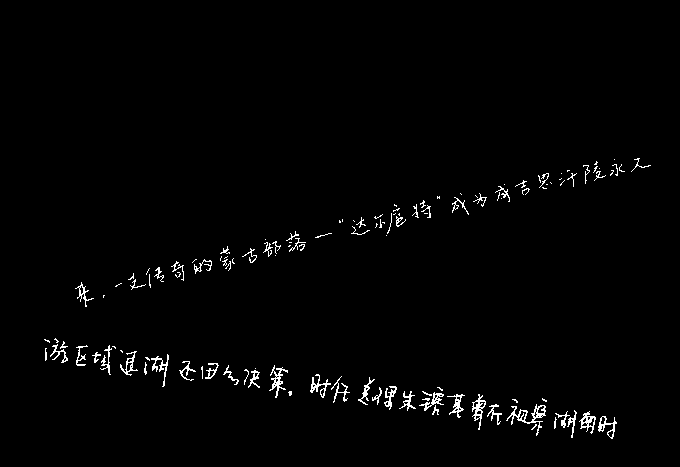 来，一支传奇的蒙古部落—“达尔扈特”成为成吉思汗陵永久
游区域退湖还田的决策。时任总理朱镕基曾在视察湖南时